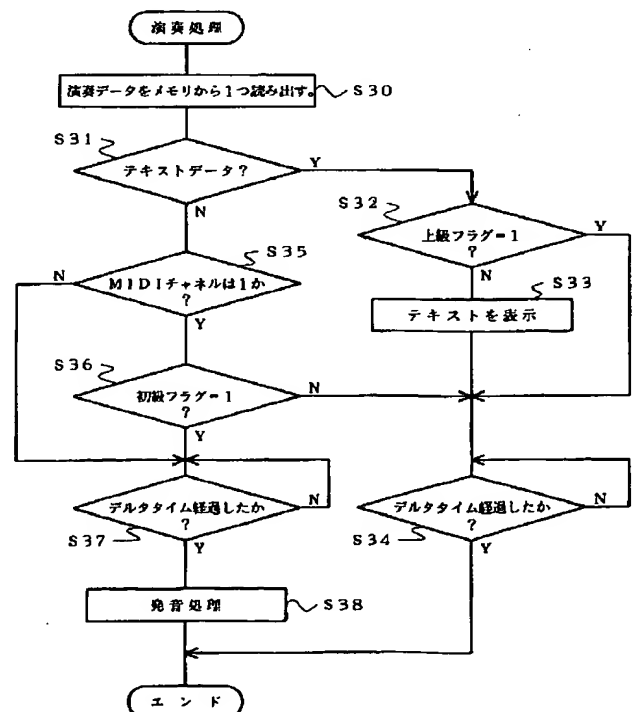 演奏処理
演奏データをメモリから1つ読み出す。
S30
S31
テキストデータ?
Y
N
S32
上級フラグ=1
?
Y
N
S33
テキストを表示
S35
N
MIDIチャネルは1か
?
Y
S36
初級フラグ=1
?
N
Y
デルタタイム経過したか
?
N
S37
Y
デルタタイム経過したか
?
N
S34
Y
発音処理
S38
エンド